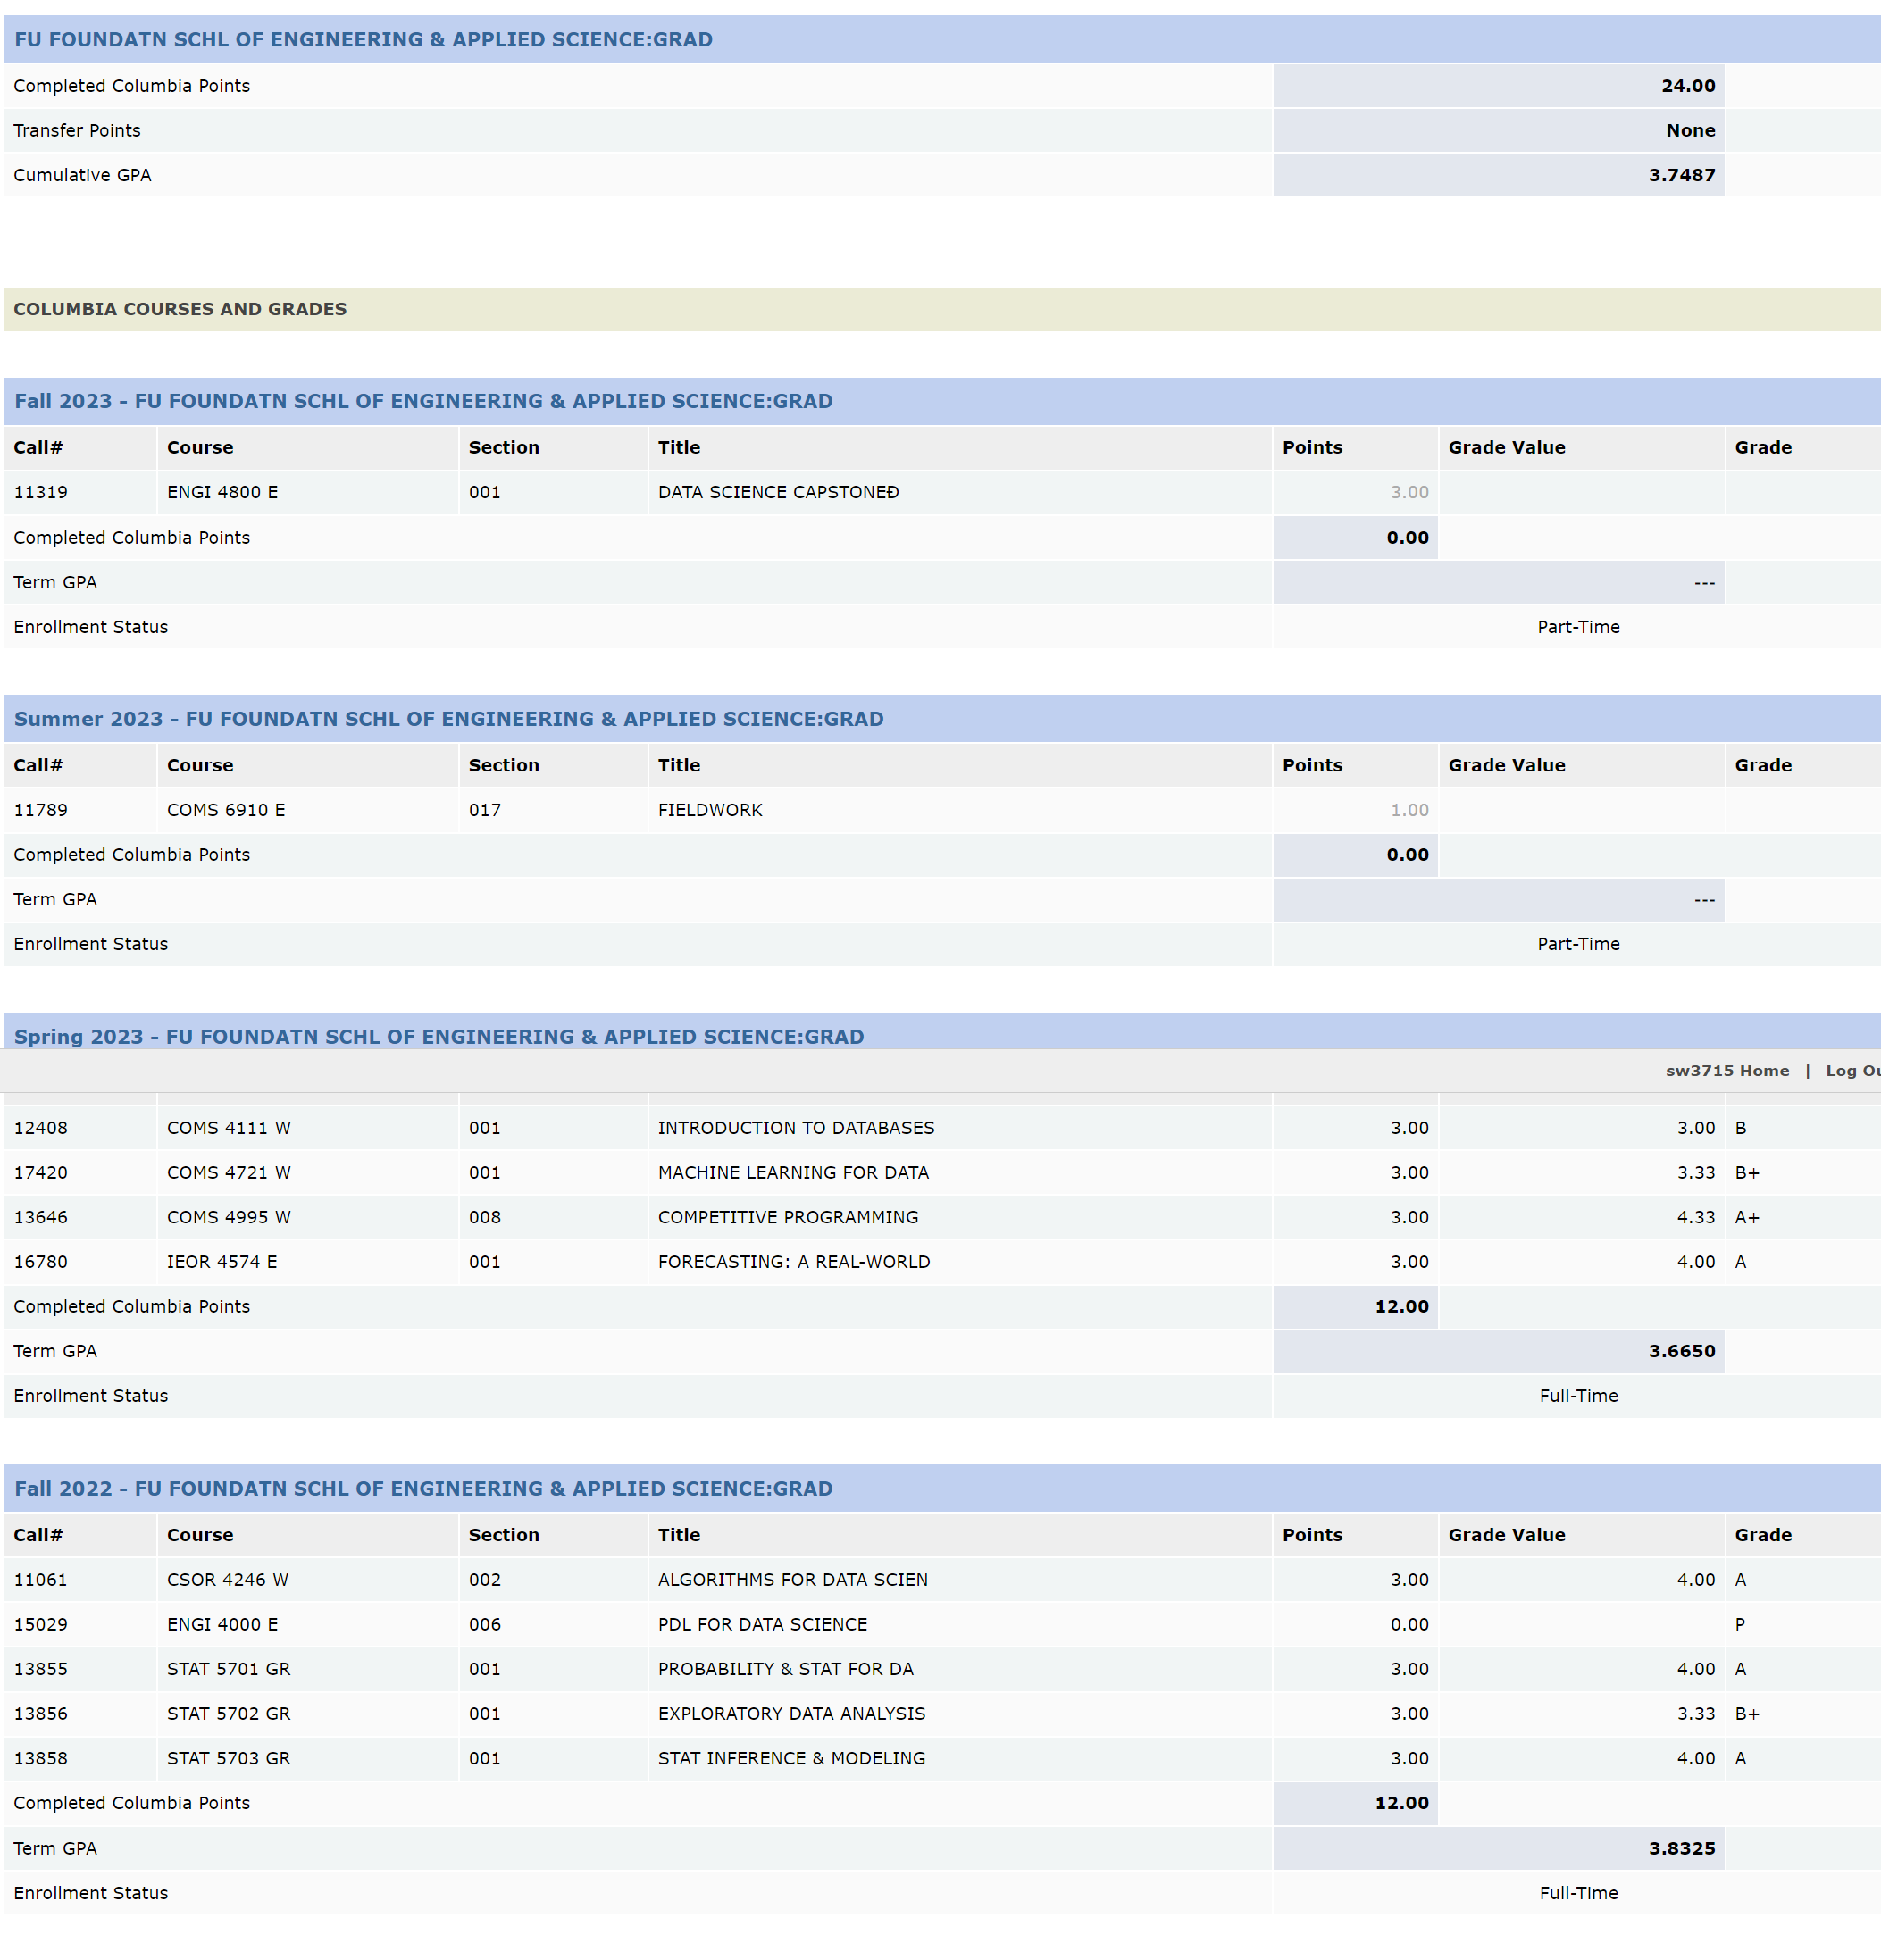 FU FOUNDATN SCHL OF ENGINEERING & APPLIED SCIENCE:GRAD
Completed Columbia Points 24.00
Transfer Points None
Cumulative GPA 3.7487
COLUMBIA COURSES AND GRADES
Fall 2023 - FU FOUNDATN SCHL OF ENGINEERING & APPLIED SCIENCE:GRAD
Call# Course Section Title Points Grade Value Grade
11319 ENGI 4800 E 001 DATA SCIENCE CAPSTONEÐ 3.00
Completed Columbia Points 0.00
Term GPA ---
Enrollment Status Part-Time
Summer 2023 - FU FOUNDATN SCHL OF ENGINEERING & APPLIED SCIENCE:GRAD
Call# Course Section Title Points Grade Value Grade
11789 COMS 6910 E 017 FIELDWORK 1.00
Completed Columbia Points 0.00
Term GPA ---
Enrollment Status Part-Time
Spring 2023 - FU FOUNDATN SCHL OF ENGINEERING & APPLIED SCIENCE:GRAD
sw3715 Home | Log Ou
12408 COMS 4111 W 001 INTRODUCTION TO DATABASES 3.00 3.00 B
17420 COMS 4721 W 001 MACHINE LEARNING FOR DATA 3.00 3.33 B+
13646 COMS 4995 W 008 COMPETITIVE PROGRAMMING 3.00 4.33 A+
16780 IEOR 4574 E 001 FORECASTING: A REAL-WORLD 3.00 4.00 A
Completed Columbia Points 12.00
Term GPA 3.6650
Enrollment Status Full-Time
Fall 2022 - FU FOUNDATN SCHL OF ENGINEERING & APPLIED SCIENCE:GRAD
Call# Course Section Title Points Grade Value Grade
11061 CSOR 4246 W 002 ALGORITHMS FOR DATA SCIEN 3.00 4.00 A
15029 ENGI 4000 E 006 PDL FOR DATA SCIENCE 0.00 P
13855 STAT 5701 GR 001 PROBABILITY & STAT FOR DA 3.00 4.00 A
13856 STAT 5702 GR 001 EXPLORATORY DATA ANALYSIS 3.00 3.33 B+
13858 STAT 5703 GR 001 STAT INFERENCE & MODELING 3.00 4.00 A
Completed Columbia Points 12.00
Term GPA 3.8325
Enrollment Status Full-Time